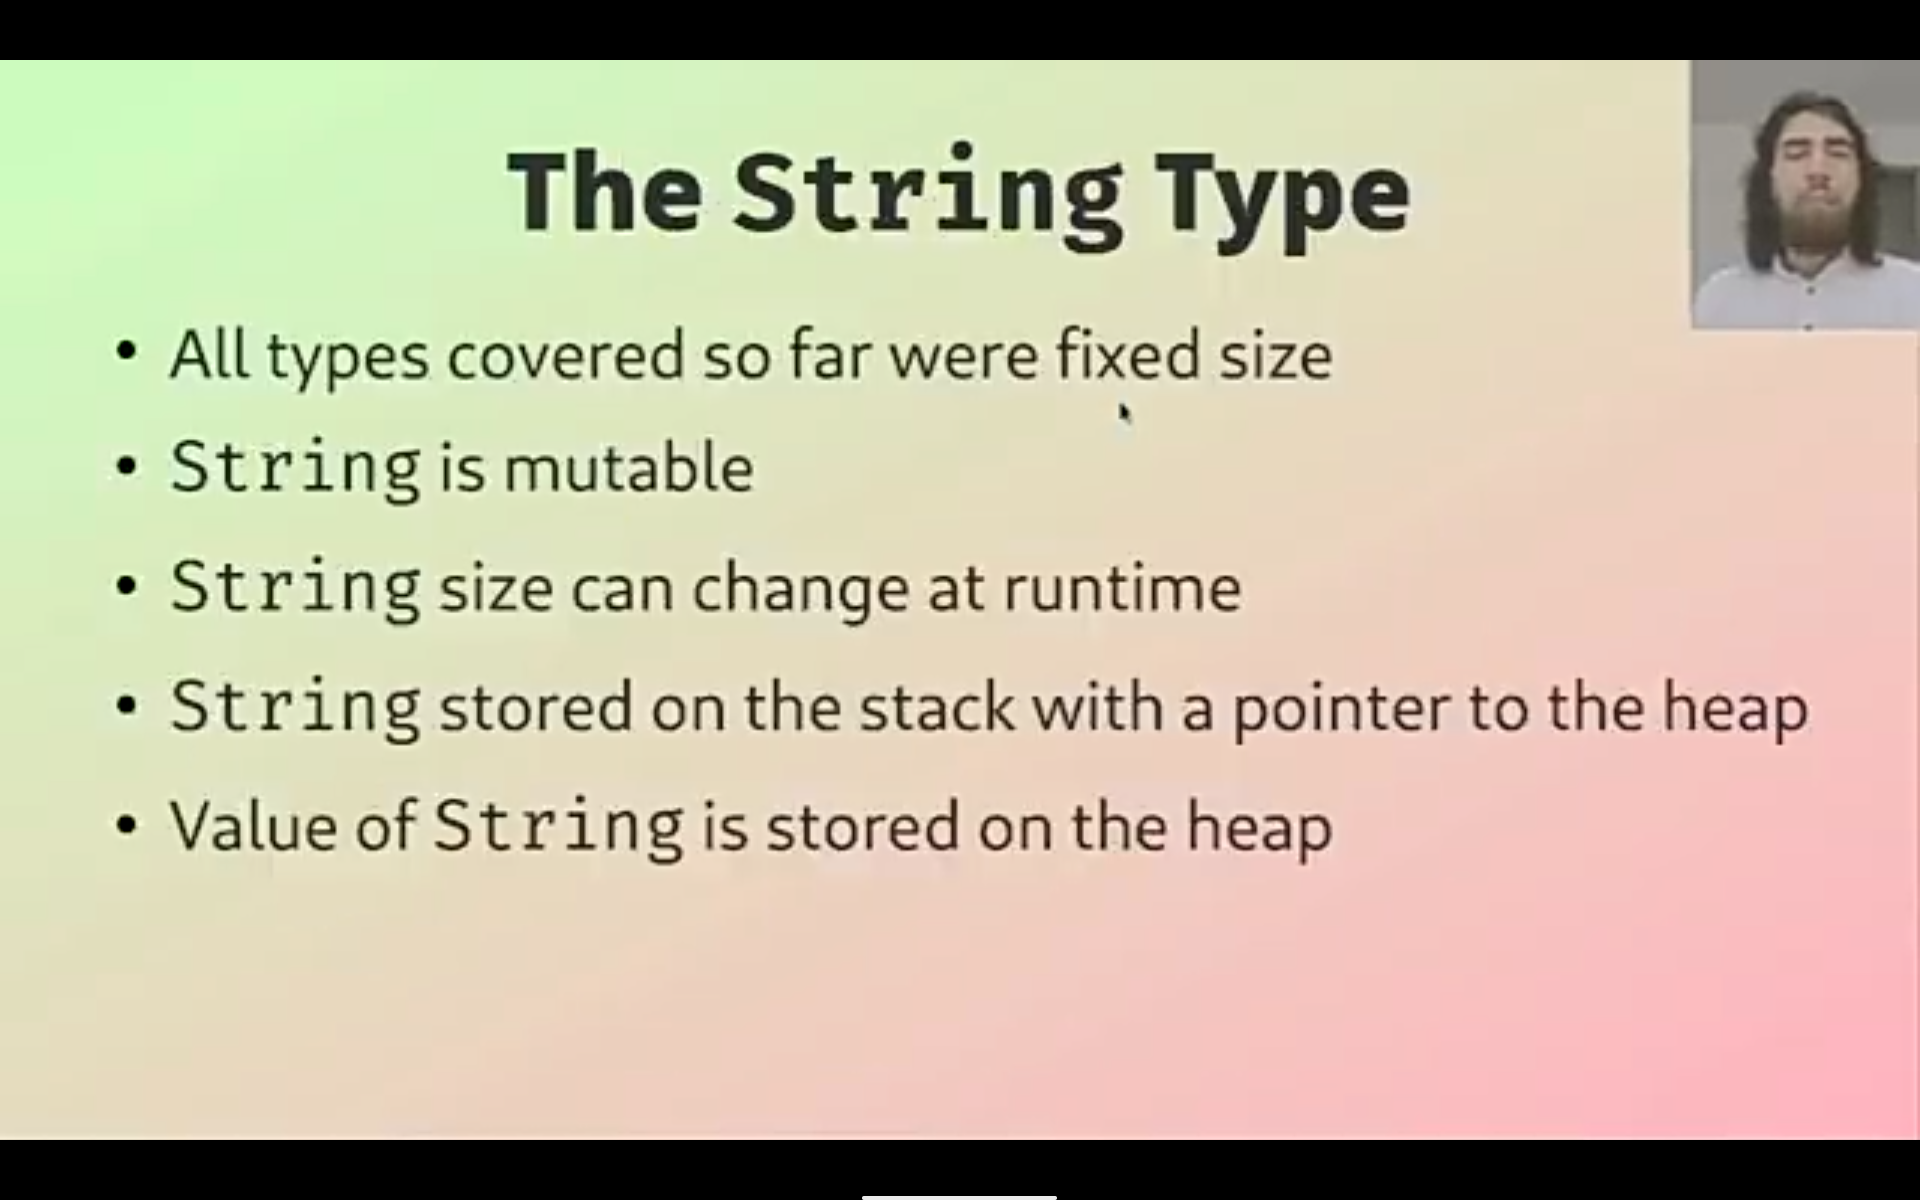 The String Type
• All types covered so far were fixed size
• String is mutable
• String size can change at runtime
• String stored on the stack with a pointer to the heap
• Value of String is stored on the heap